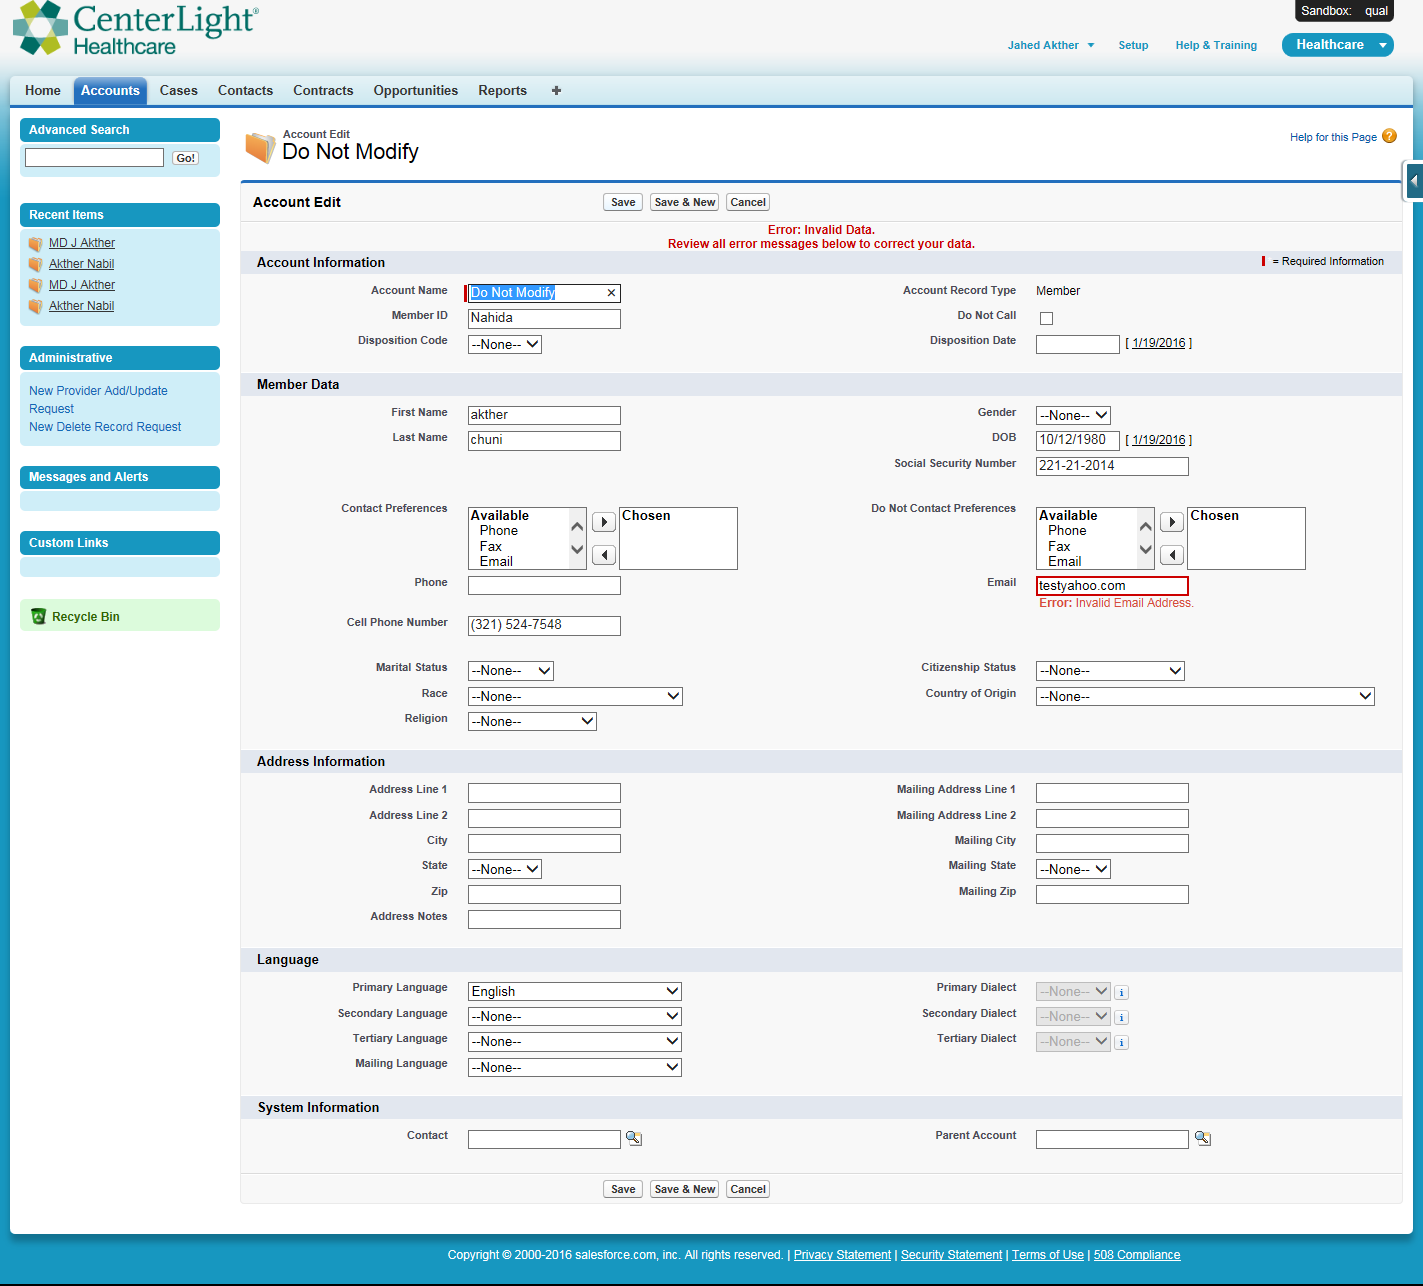 CenterLight®
Healthcare
Sandbox: qual
Jahed Akther Setup Help & Training Healthcare
Home Accounts Cases Contacts Contracts Opportunities Reports +
Advanced Search
Go!
Recent Items
MD J Akther
Akther Nabil
MD J Akther
Akther Nabil
Administrative
New Provider Add/Update
Request
New Delete Record Request
Messages and Alerts
Custom Links
Recycle Bin
Account Edit
Do Not Modify
Help for this Page ?
Account Edit Save Save & New Cancel
Error: Invalid Data.
Review all error messages below to correct your data.
Account Information = Required Information
Account Name Do Not Modify × Account Record Type Member
Member ID Nahida Do Not Call
Disposition Code --None-- Disposition Date [ 1/19/2016 ]
Member Data
First Name akther Gender --None--
Last Name chuni DOB 10/12/1980 [ 1/19/2016 ]
Social Security Number 221-21-2014
Contact Preferences Available Chosen Do Not Contact Preferences Available Chosen
Phone Phone
Fax Fax
Email Email
Phone Email testyahoo.com
Error: Invalid Email Address.
Cell Phone Number (321) 524-7548
Marital Status --None-- Citizenship Status --None--
Race --None-- Country of Origin --None--
Religion --None--
Address Information
Address Line 1 Mailing Address Line 1
Address Line 2 Mailing Address Line 2
City Mailing City
State --None-- Mailing State --None--
Zip Mailing Zip
Address Notes
Language
Primary Language English Primary Dialect --None-- i
Secondary Language --None-- Secondary Dialect --None-- i
Tertiary Language --None-- Tertiary Dialect --None-- i
Mailing Language --None--
System Information
Contact Parent Account
Save Save & New Cancel
Copyright © 2000-2016 salesforce.com, inc. All rights reserved. | Privacy Statement | Security Statement | Terms of Use | 508 Compliance